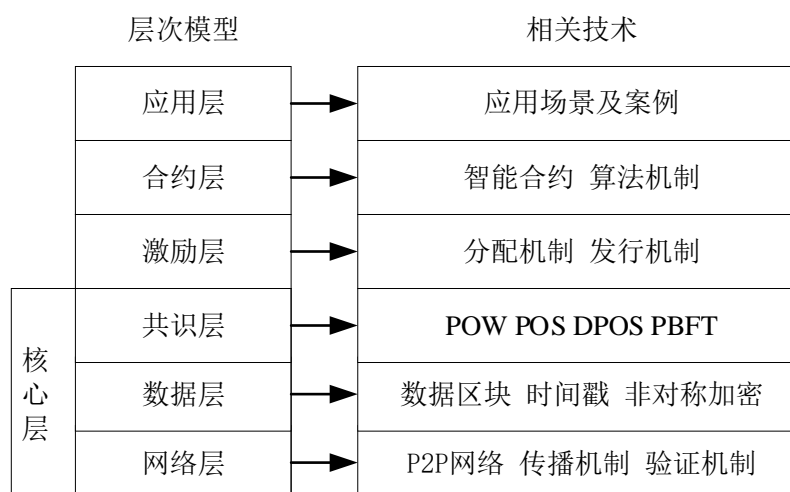 层次模型 相关技术
应用层 应用场景及案例
合约层 智能合约 算法机制
激励层 分配机制 发行机制
核心层
共识层 POW POS DPOS PBFT
数据层 数据区块 时间戳 非对称加密
网络层 P2P网络 传播机制 验证机制